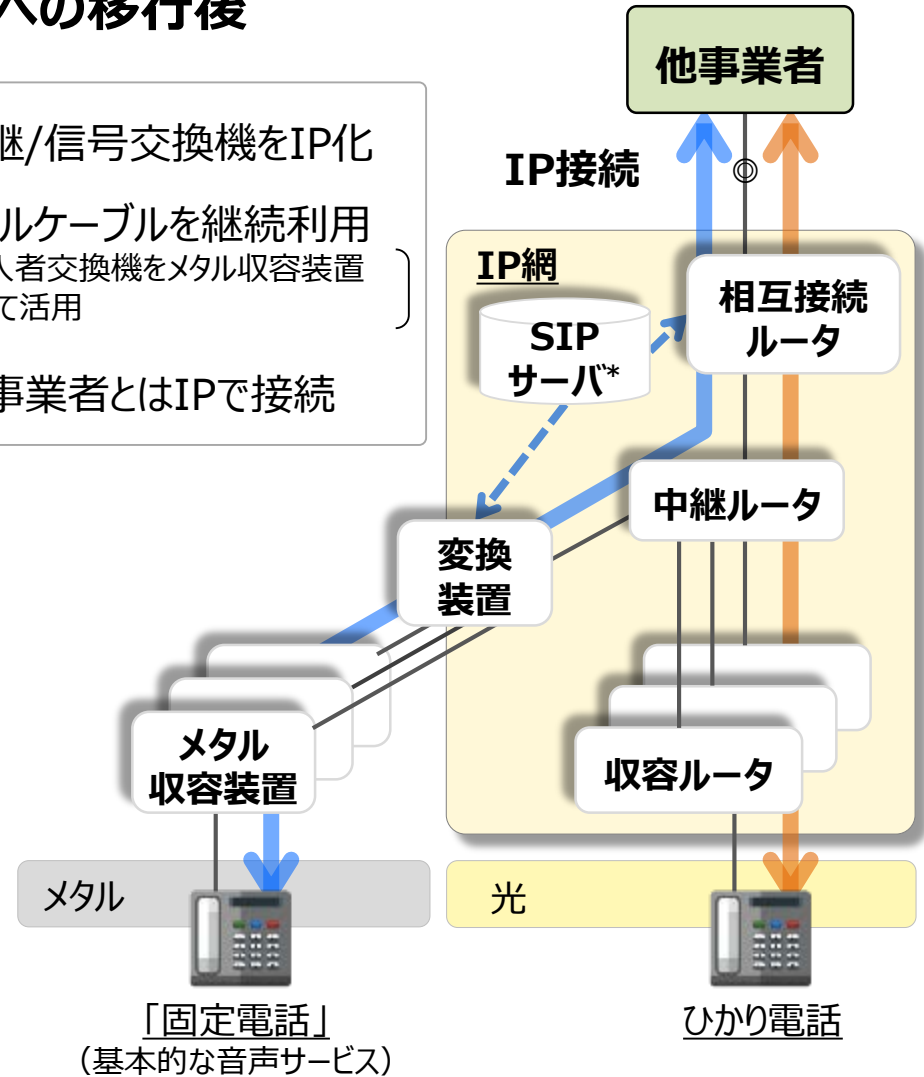 への移行後
他事業者
継/信号交換機をIP化
ルケーブルを継続利用
入者交換機をメタル収容装置
て活用
事業者とはIPで接続
IP接続
◎
IP網
SIP
サーバ*
相互接続
ルータ
中継ルータ
変換
装置
メタル
収容装置
収容ルータ
メタル
光
「固定電話」
（基本的な音声サービス）
ひかり電話